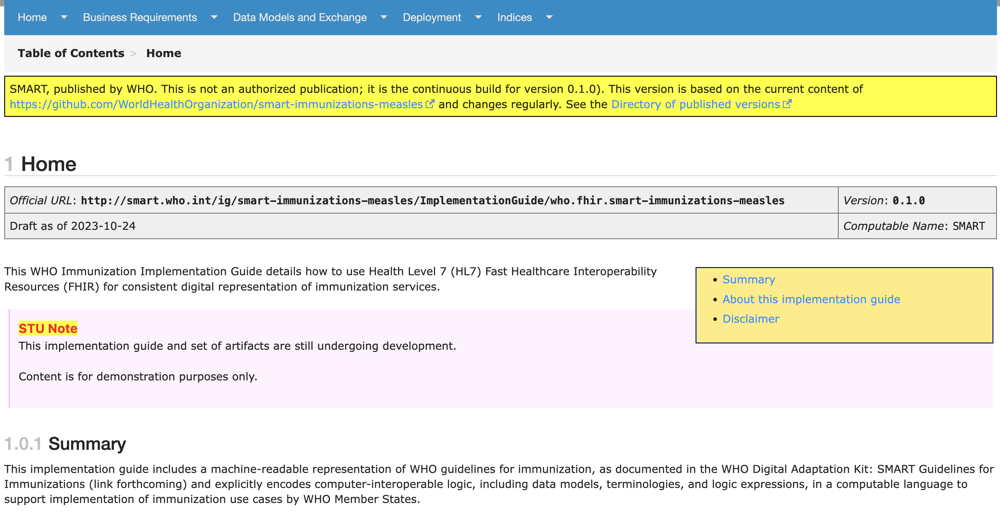 Home Business Requirements Data Models and Exchange Deployment Indices
Table of Contents > Home
SMART, published by WHO. This is not an authorized publication; it is the continuous build for version 0.1.0). This version is based on the current content of
https://github.com/WorldHealthOrganization/smart-immunizations-measles and changes regularly. See the Directory of published versions
1 Home
Official URL: http://smart.who.int/ig/smart-immunizations-measles/ImplementationGuide/who.fhir.smart-immunizations-measles Version: 0.1.0
Draft as of 2023-10-24 Computable Name: SMART
This WHO Immunization Implementation Guide details how to use Health Level 7 (HL7) Fast Healthcare Interoperability
Resources (FHIR) for consistent digital representation of immunization services.
• Summary
• About this implementation guide
• Disclaimer
STU Note
This implementation guide and set of artifacts are still undergoing development.
Content is for demonstration purposes only.
1.0.1 Summary
This implementation guide includes a machine-readable representation of WHO guidelines for immunization, as documented in the WHO Digital Adaptation Kit: SMART Guidelines for
Immunizations (link forthcoming) and explicitly encodes computer-interoperable logic, including data models, terminologies, and logic expressions, in a computable language to
support implementation of immunization use cases by WHO Member States.